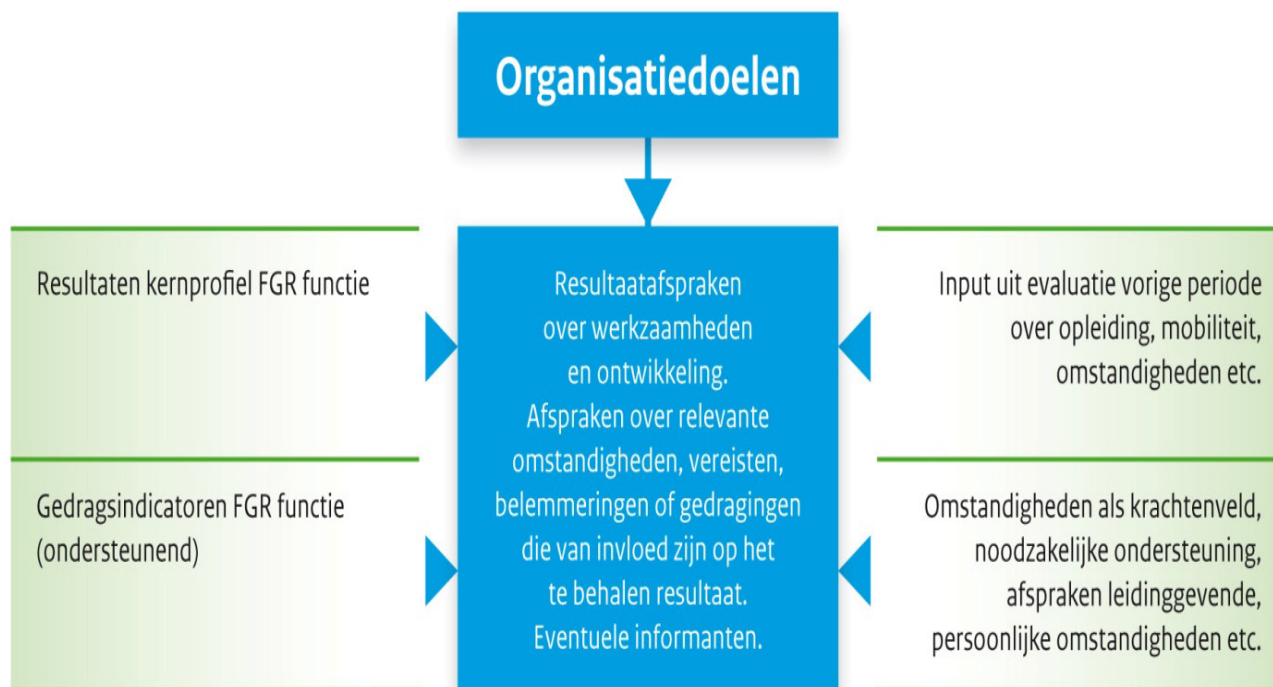 Organisatiedoelen
Resultaten kernprofiel FGR functie
Gedragsindicatoren FGR functie
(ondersteunend)
Resultaatafspraken
over werkzaamheden
en ontwikkeling.
Afspraken over relevante
omstandigheden, vereisten,
belemmeringen of gedragingen
die van invloed zijn op het
te behalen resultaat.
Eventuele informanten.
Input uit evaluatie vorige periode
over opleiding, mobiliteit,
omstandigheden etc.
Omstandigheden als krachtenveld,
noodzakelijke ondersteuning,
afspraken leidinggevende,
persoonlijke omstandigheden etc.